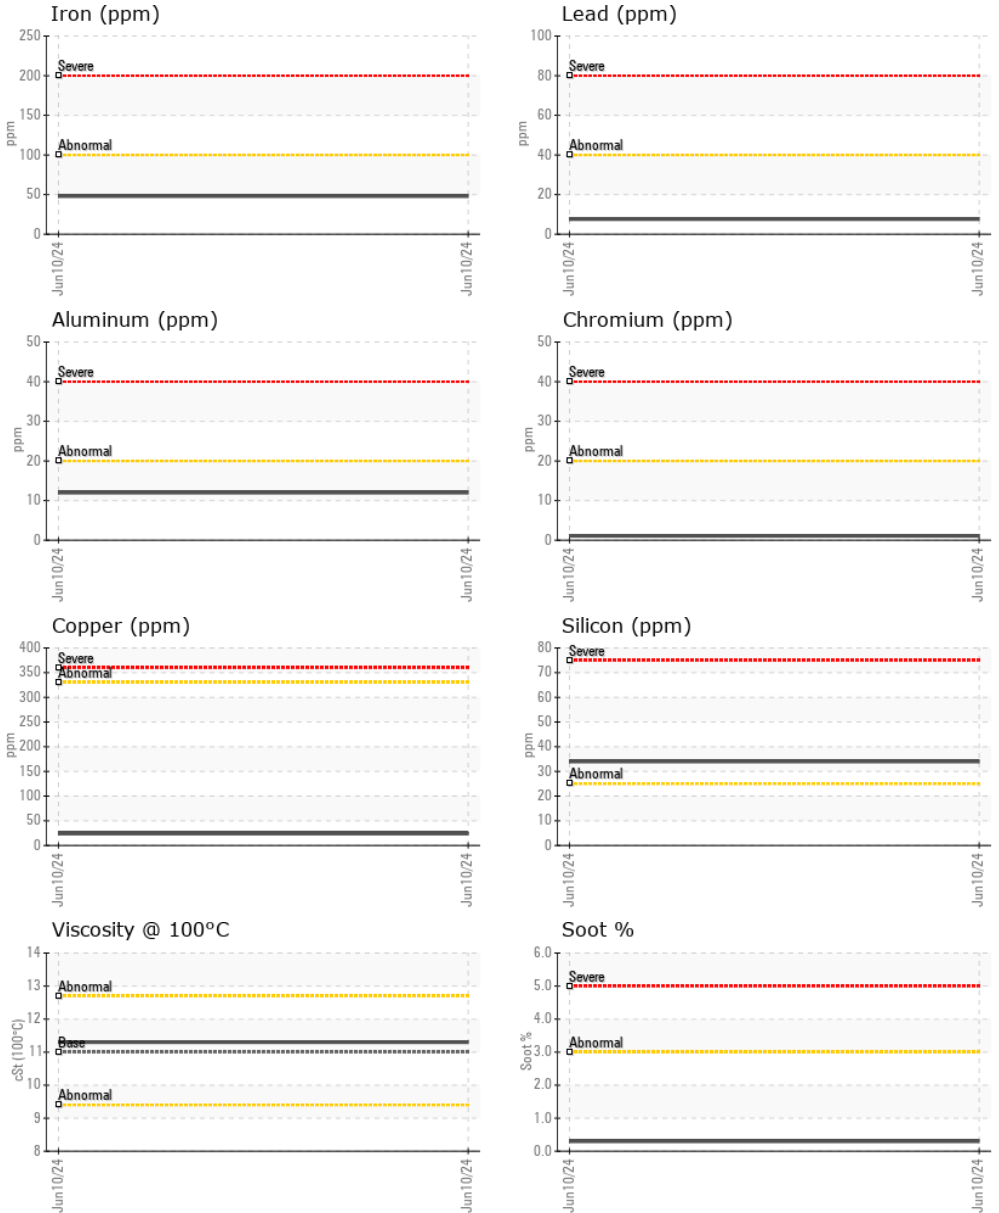 Iron (ppm)
250
200
150
100
50
0
ppm
Severe
Abnormal
Jun10/24
Jun10/24
Lead (ppm)
100
80
60
40
20
0
ppm
Severe
Abnormal
Jun10/24
Jun10/24
Aluminum (ppm)
50
40
30
20
10
0
ppm
Severe
Abnormal
Jun10/24
Jun10/24
Chromium (ppm)
50
40
30
20
10
0
ppm
Severe
Abnormal
Jun10/24
Jun10/24
Copper (ppm)
400
350
300
250
200
150
100
50
0
ppm
Severe
Abnormal
Jun10/24
Jun10/24
Silicon (ppm)
80
70
60
50
40
30
20
10
0
ppm
Severe
Abnormal
Jun10/24
Jun10/24
Viscosity @ 100°C
14
13
12
11
10
9
8
cSt (100°C)
Abnormal
Base
Abnormal
Jun10/24
Jun10/24
Soot %
6.0
5.0
4.0
3.0
2.0
1.0
0.0
Soot %
Severe
Abnormal
Jun10/24
Jun10/24